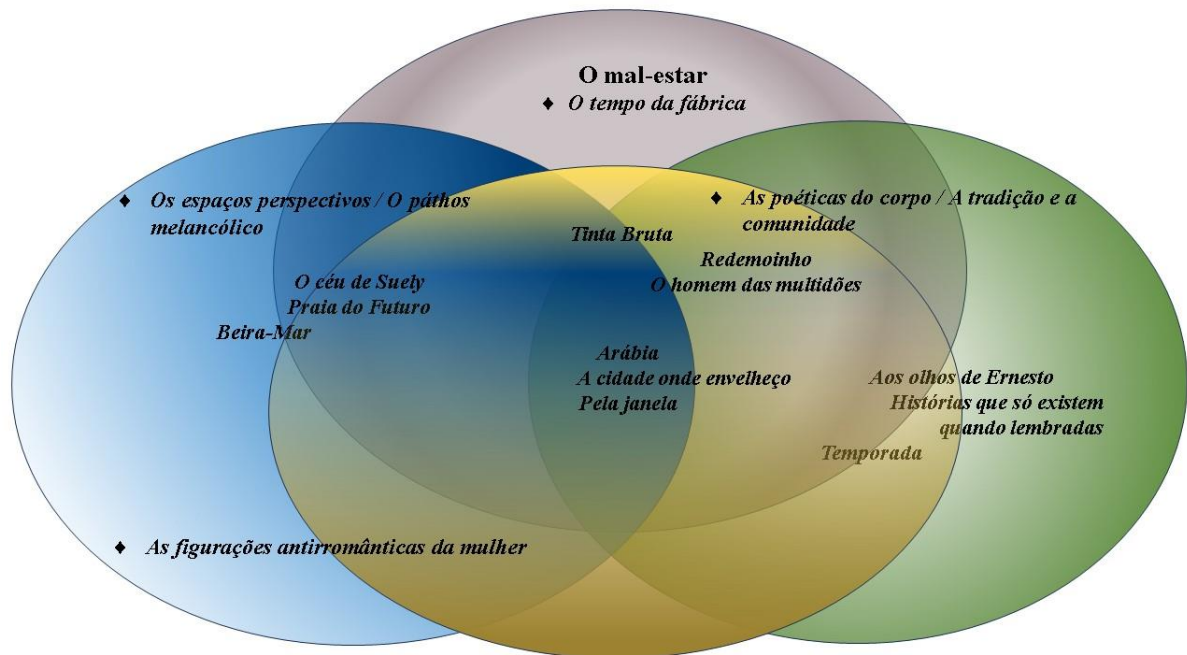 O mal-estar
♦ O tempo da fábrica
♦ Os espaços perspectivos / O páthos
melancólico
♦ As poéticas do corpo / A tradição e a
comunidade
Tinta Bruta
Redemoinho
O homem das multidões
O céu de Suely
Praia do Futuro
Beira-Mar
Arábia
A cidade onde envelheço
Pela janela
Aos olhos de Ernesto
Histórias que só existem
quando lembradas
Temporada
♦ As figurações antirromânticas da mulher